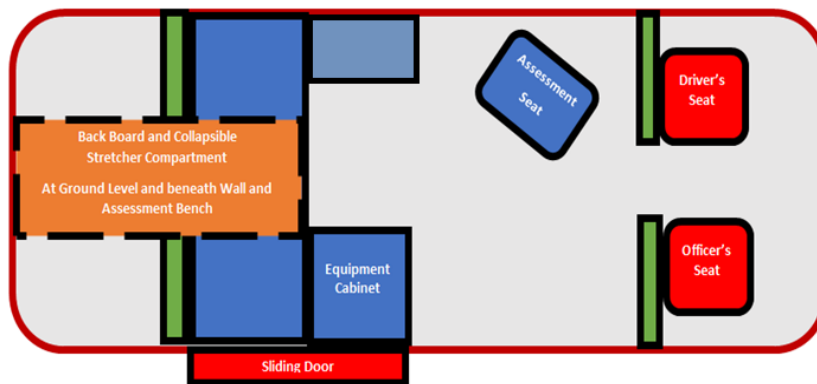 Assessment
Seat
Driver's
Seat
Back Board and Collapsible
Stretcher Compartment
At Ground Level and beneath Wall and
Assessment Bench
Equipment
Cabinet
Officer's
Seat
Sliding Door